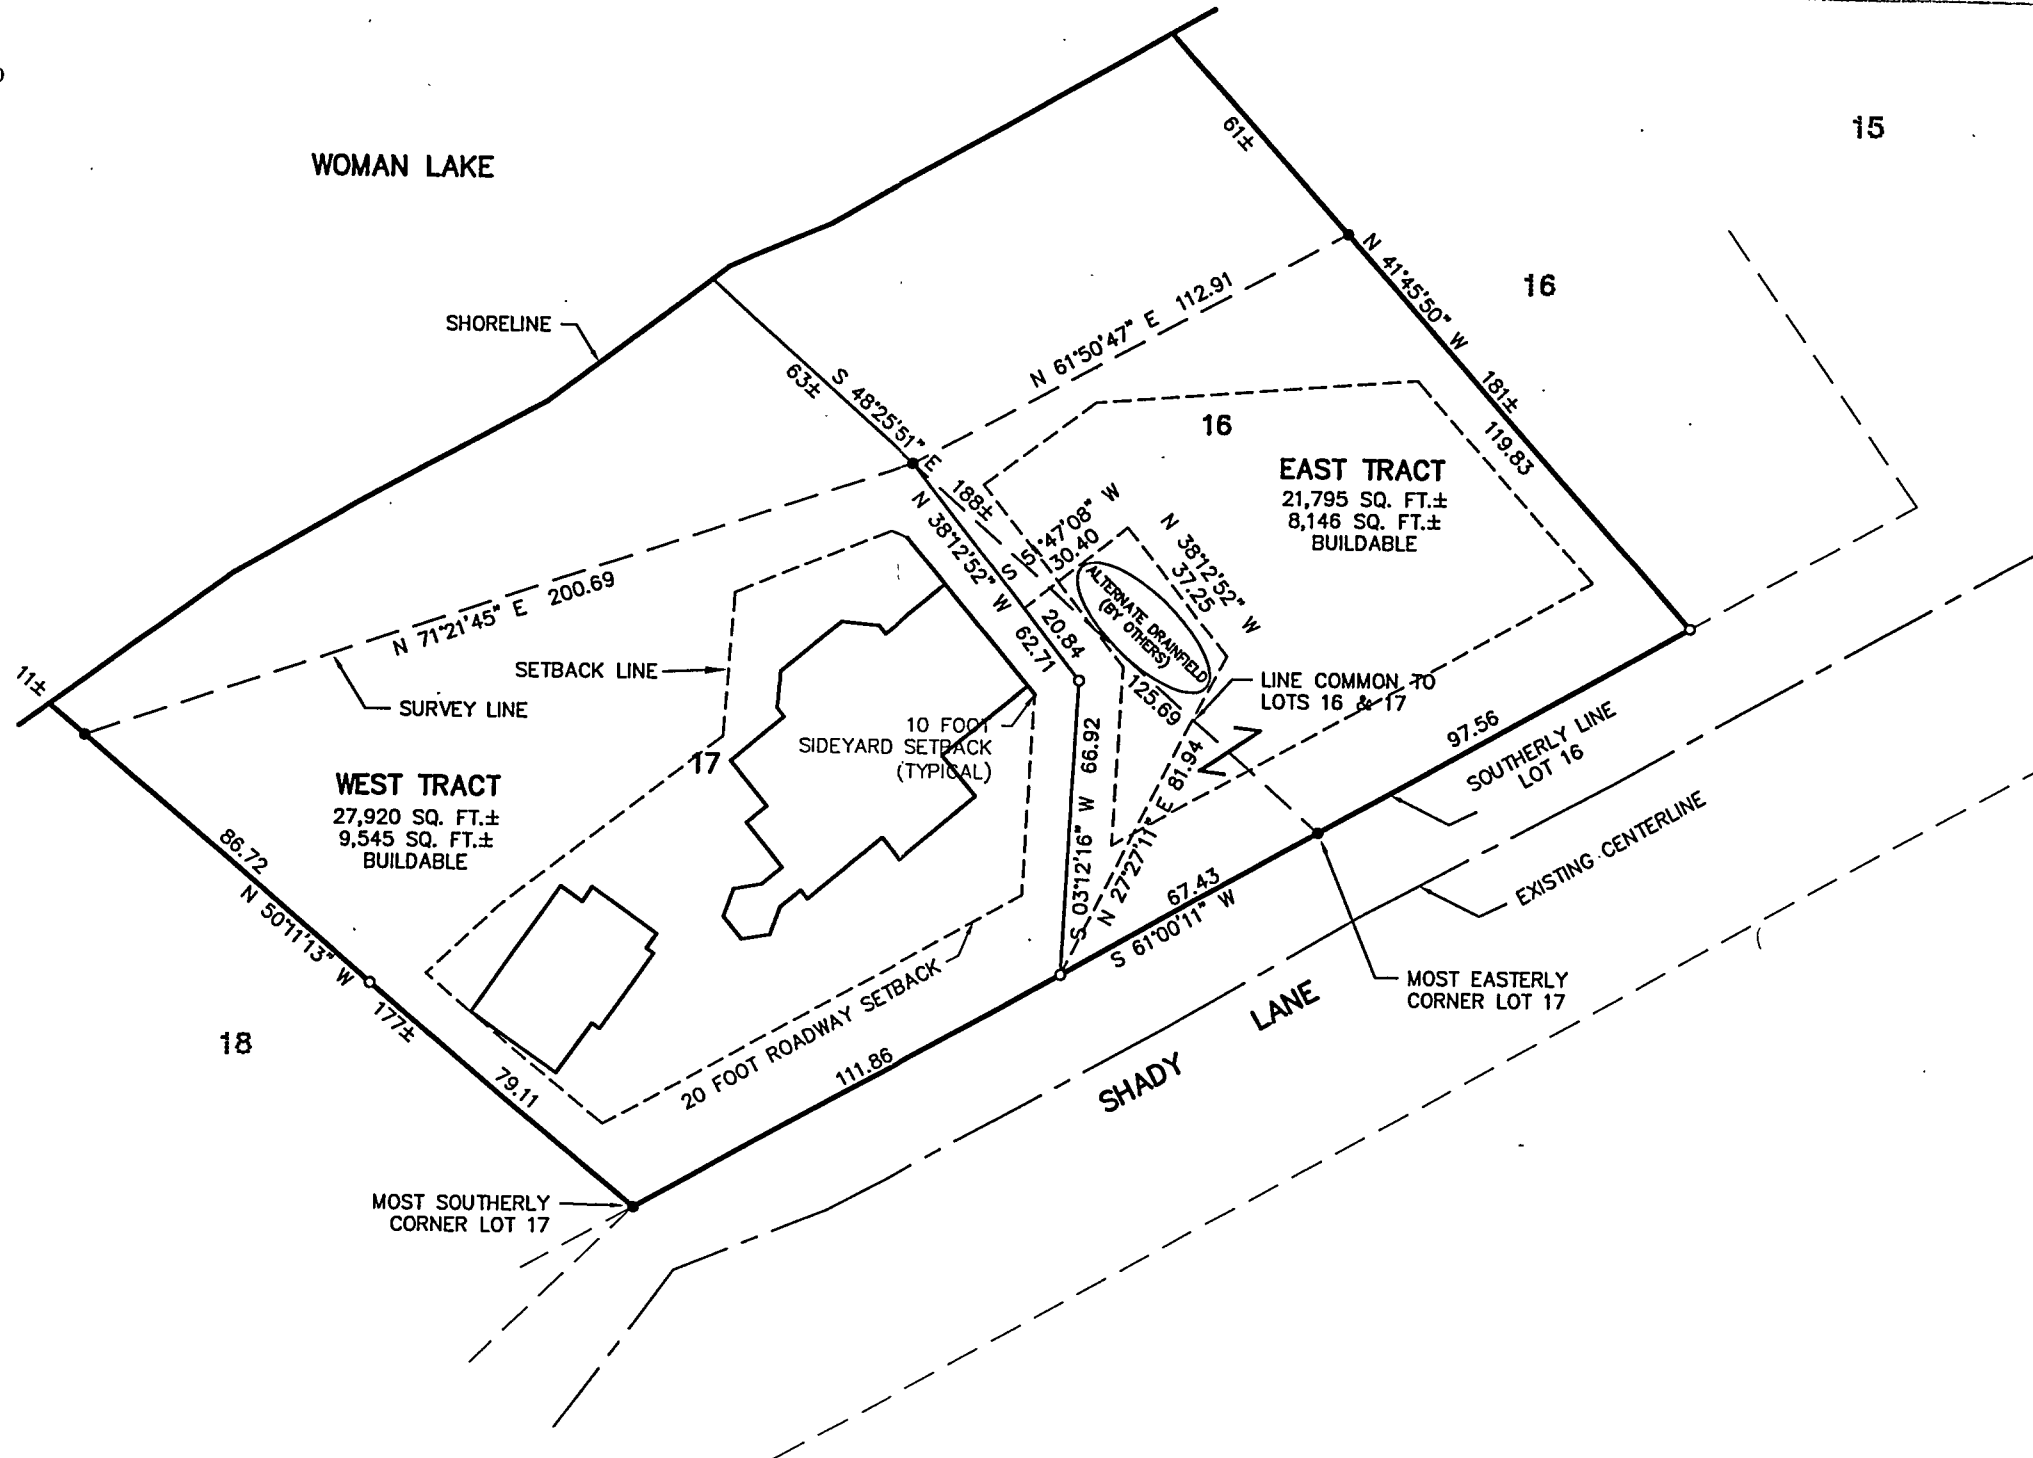 15
WOMAN LAKE
61±
16
N 41°45'50" W
181±
119.83
N 61°50'47" E 112.91
SHORELINE
S 48°25'51" E
63±
188±
125.69
16
EAST TRACT
21,795 SQ. FT.±
8,146 SQ. FT.±
BUILDABLE
S 51°47'08" W
30.40
N 38°12'52" W
37.25
N 38°12'52" W 62.71
20.84
ALTERNATE DRAINFIELD
(BY OTHERS)
N 71°21'45" E 200.69
SETBACK LINE
SURVEY LINE
11±
LINE COMMON TO
LOTS 16 & 17
10 FOOT
SIDEYARD SETBACK
(TYPICAL)
17
WEST TRACT
27,920 SQ. FT.±
9,545 SQ. FT.±
BUILDABLE
S 03°12'16" W 66.92
N 27°27'11" E 81.94
97.56
SOUTHERLY LINE
LOT 16
EXISTING CENTERLINE
86.72
N 50°11'13" W
177±
79.11
67.43
S 61°00'11" W
MOST EASTERLY
CORNER LOT 17
20 FOOT ROADWAY SETBACK
111.86
18
SHADY LANE
MOST SOUTHERLY
CORNER LOT 17